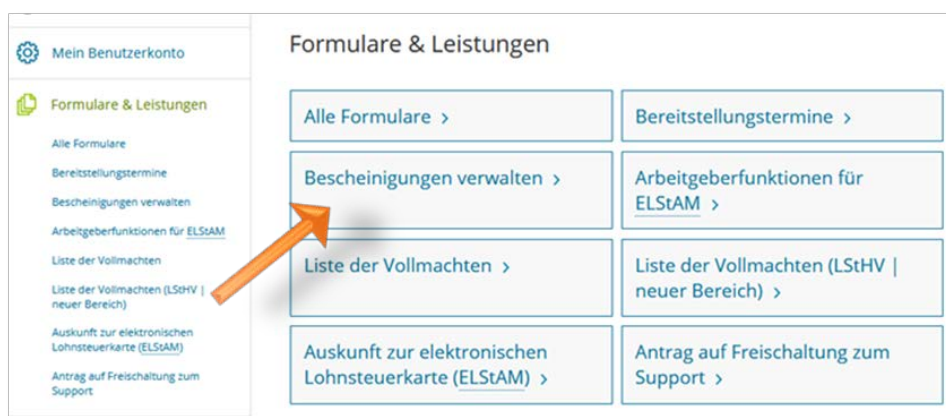 Mein Benutzerkonto
Formulare & Leistungen
Alle Formulare
Bereitstellungstermine
Bescheinigungen verwalten
Arbeitgeberfunktionen für ELStAM
Liste der Vollmachten
Liste der Vollmachten (LStHV |
neuer Bereich)
Auskunft zur elektronischen
Lohnsteuerkarte (ELStAM)
Antrag auf Freischaltung zum
Support
Formulare & Leistungen
Alle Formulare >
Bereitstellungstermine >
Bescheinigungen verwalten >
Arbeitgeberfunktionen für
ELStAM >
Liste der Vollmachten >
Liste der Vollmachten (LStHV |
neuer Bereich) >
Auskunft zur elektronischen
Lohnsteuerkarte (ELStAM) >
Antrag auf Freischaltung zum
Support >